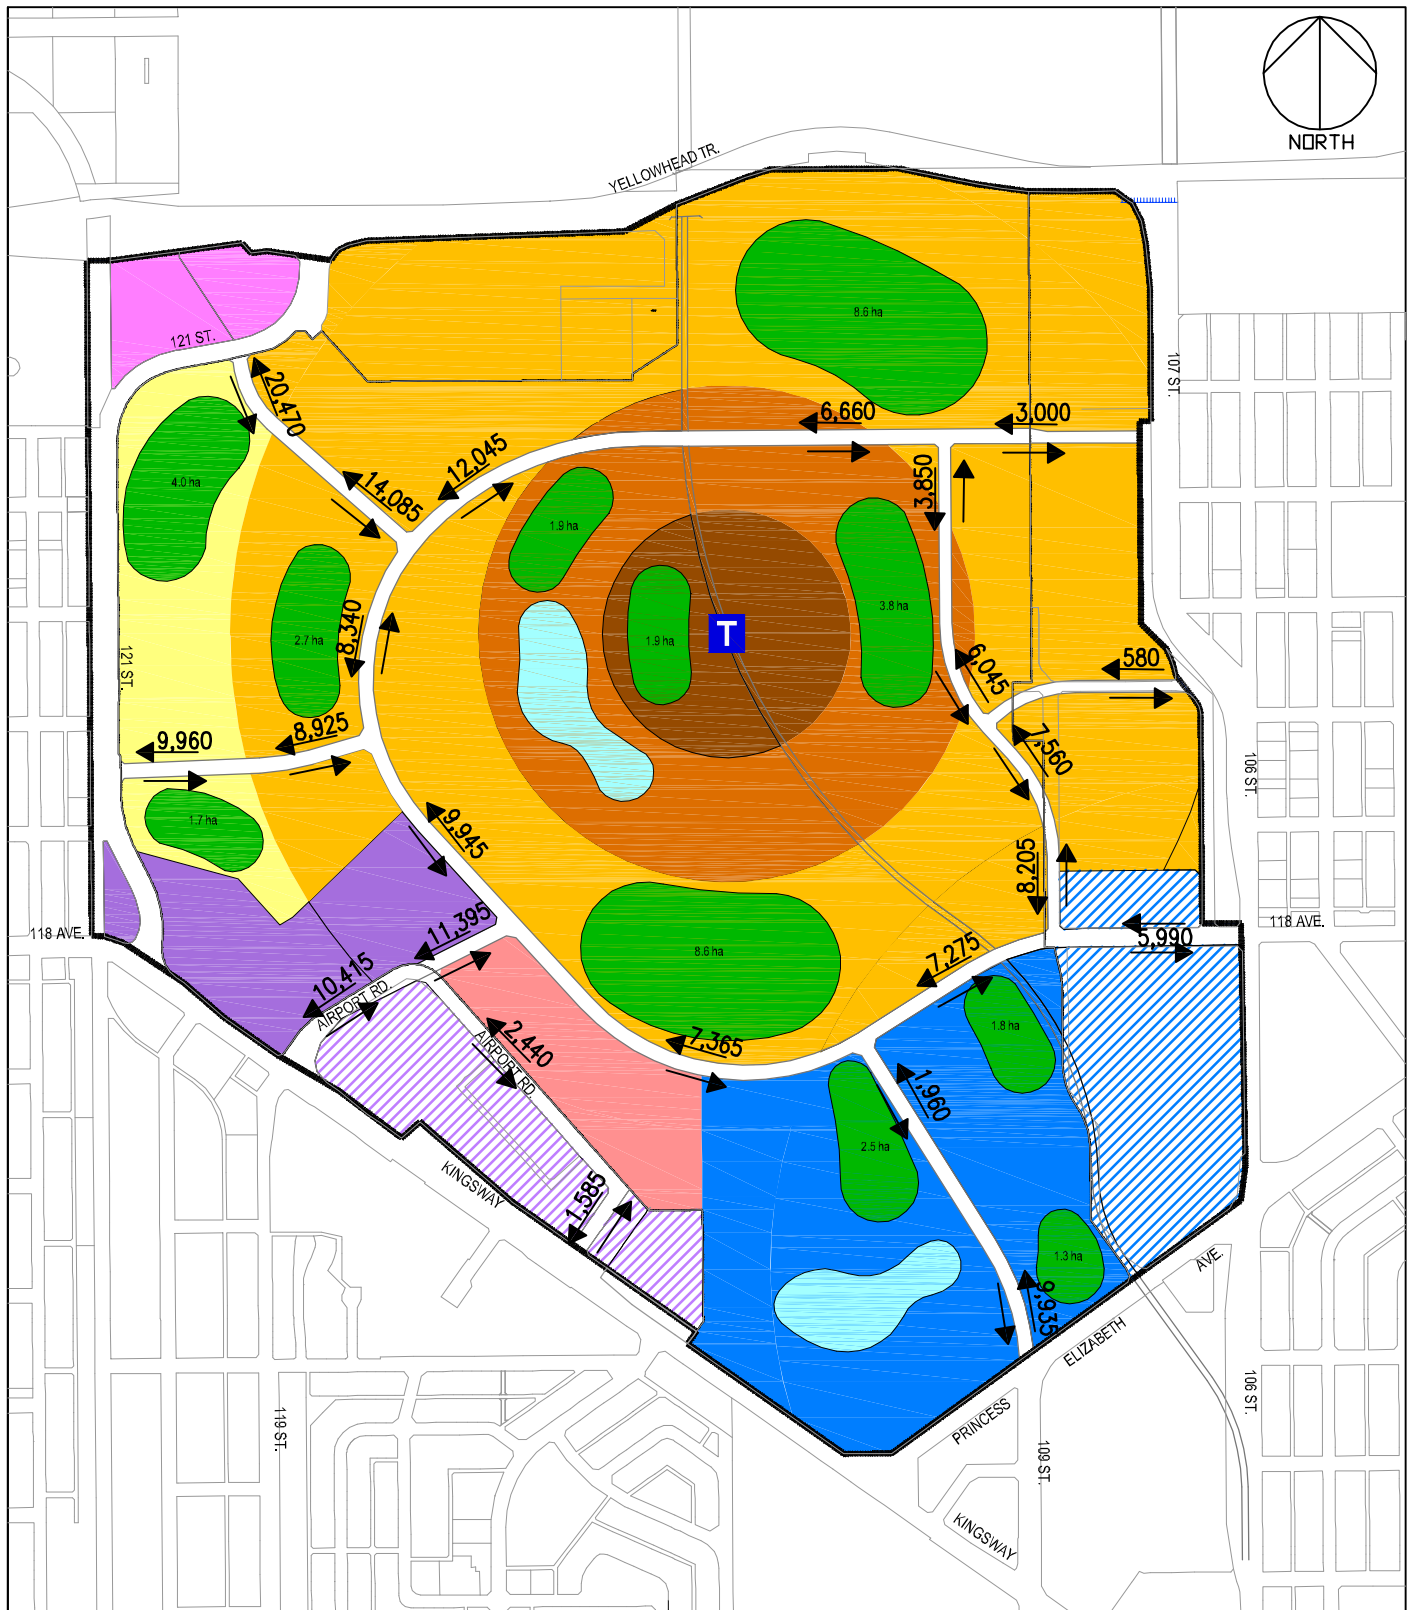 NORTH
YELLOWHEAD TR.
121 ST.
107 ST.
20,470
8.6 ha
6,660
3,000
12,045
14,085
3,850
4.0 ha
1.9 ha
3.8 ha
T
8,340
2.7 ha
1.9 ha
121 ST.
6,045
580
9,960
8,925
7,560
106 ST.
1.7 ha
9,945
8,205
118 AVE.
11,395
118 AVE.
5,990
10,415
AIRPORT RD.
8.6 ha
7,275
2,440
AIRPORT RD.
7,365
1.8 ha
1,960
2.5 ha
KINGSWAY
1,585
1.3 ha
AVE.
9,935
ELIZABETH
PRINCESS
119 ST.
109 ST.
106 ST.
KINGSWAY